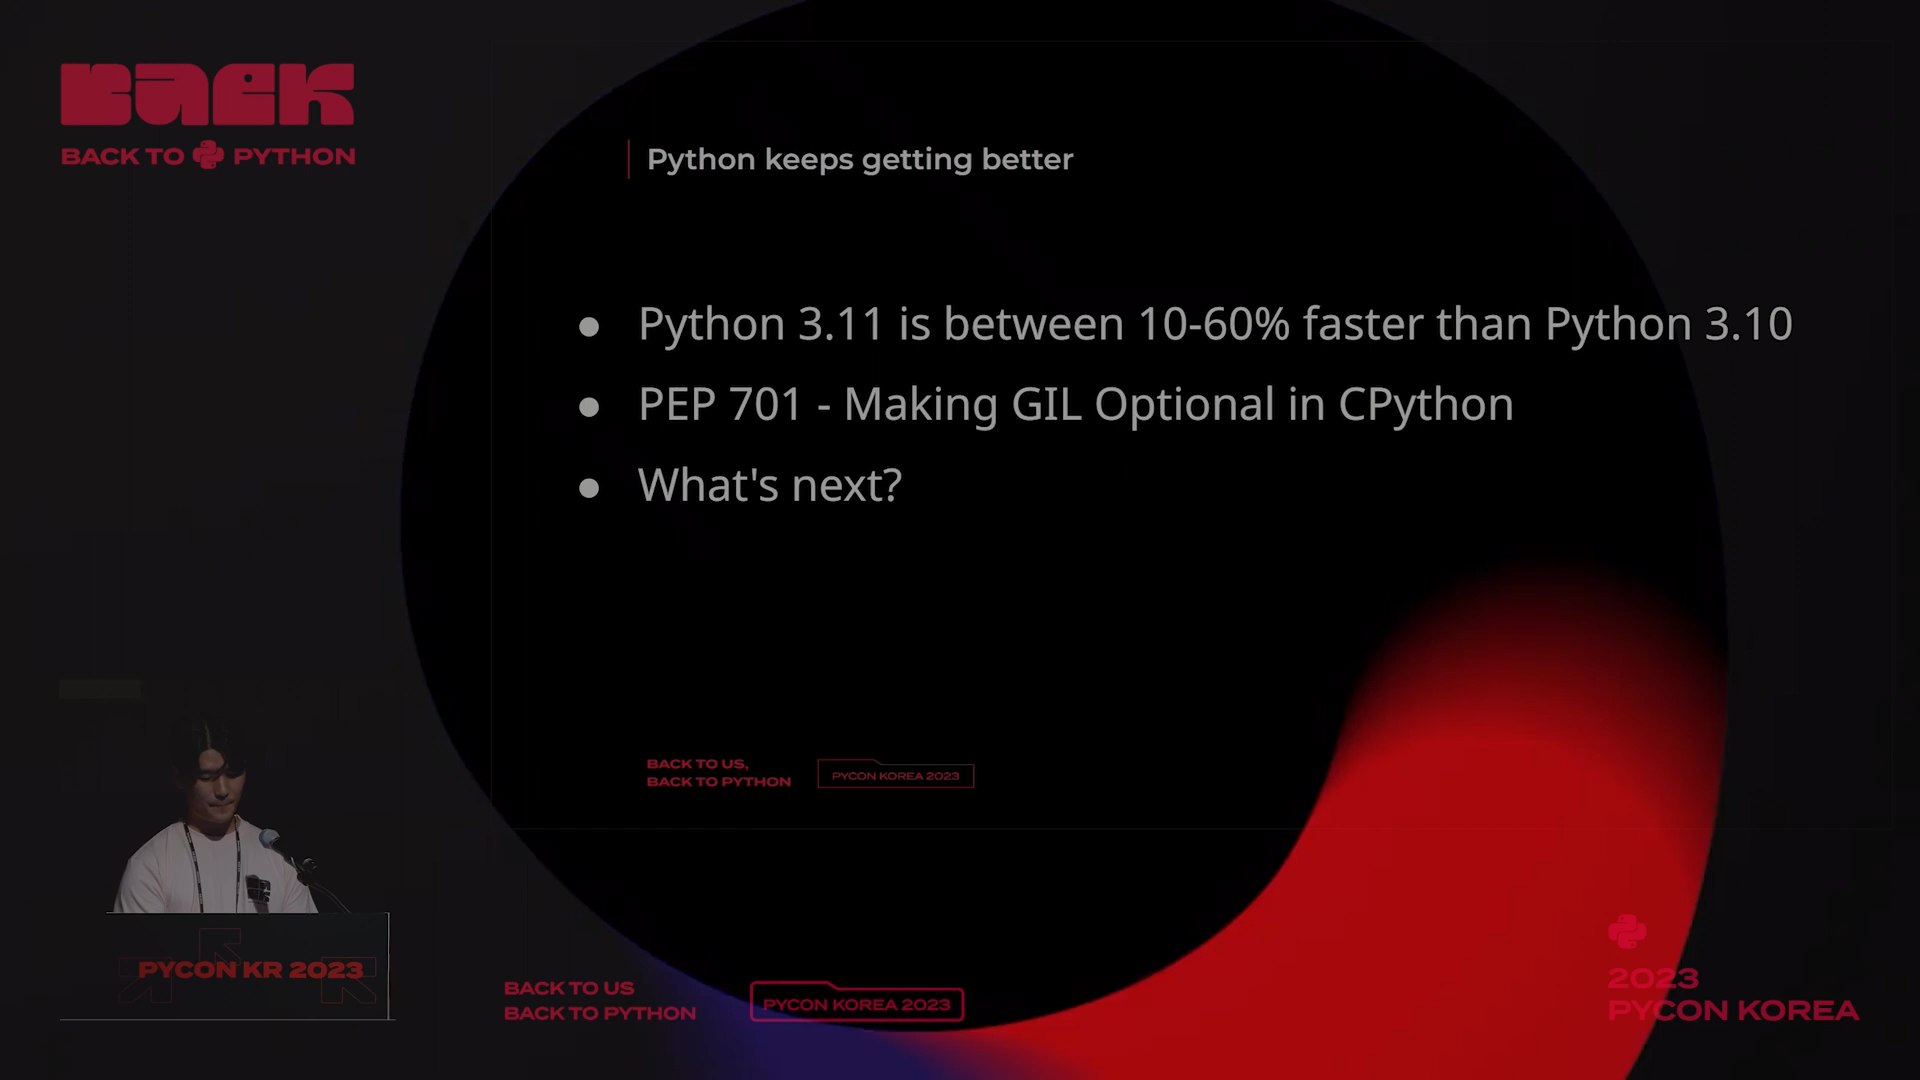 BACK
BACK TO PYTHON
Python keeps getting better
● Python 3.11 is between 10-60% faster than Python 3.10
● PEP 701 - Making GIL Optional in CPython
● What's next?
BACK TO US,
BACK TO PYTHON
PYCON KOREA 2023
PYCON KR 2023
BACK TO US
BACK TO PYTHON
PYCON KOREA 2023
2023
PYCON KOREA